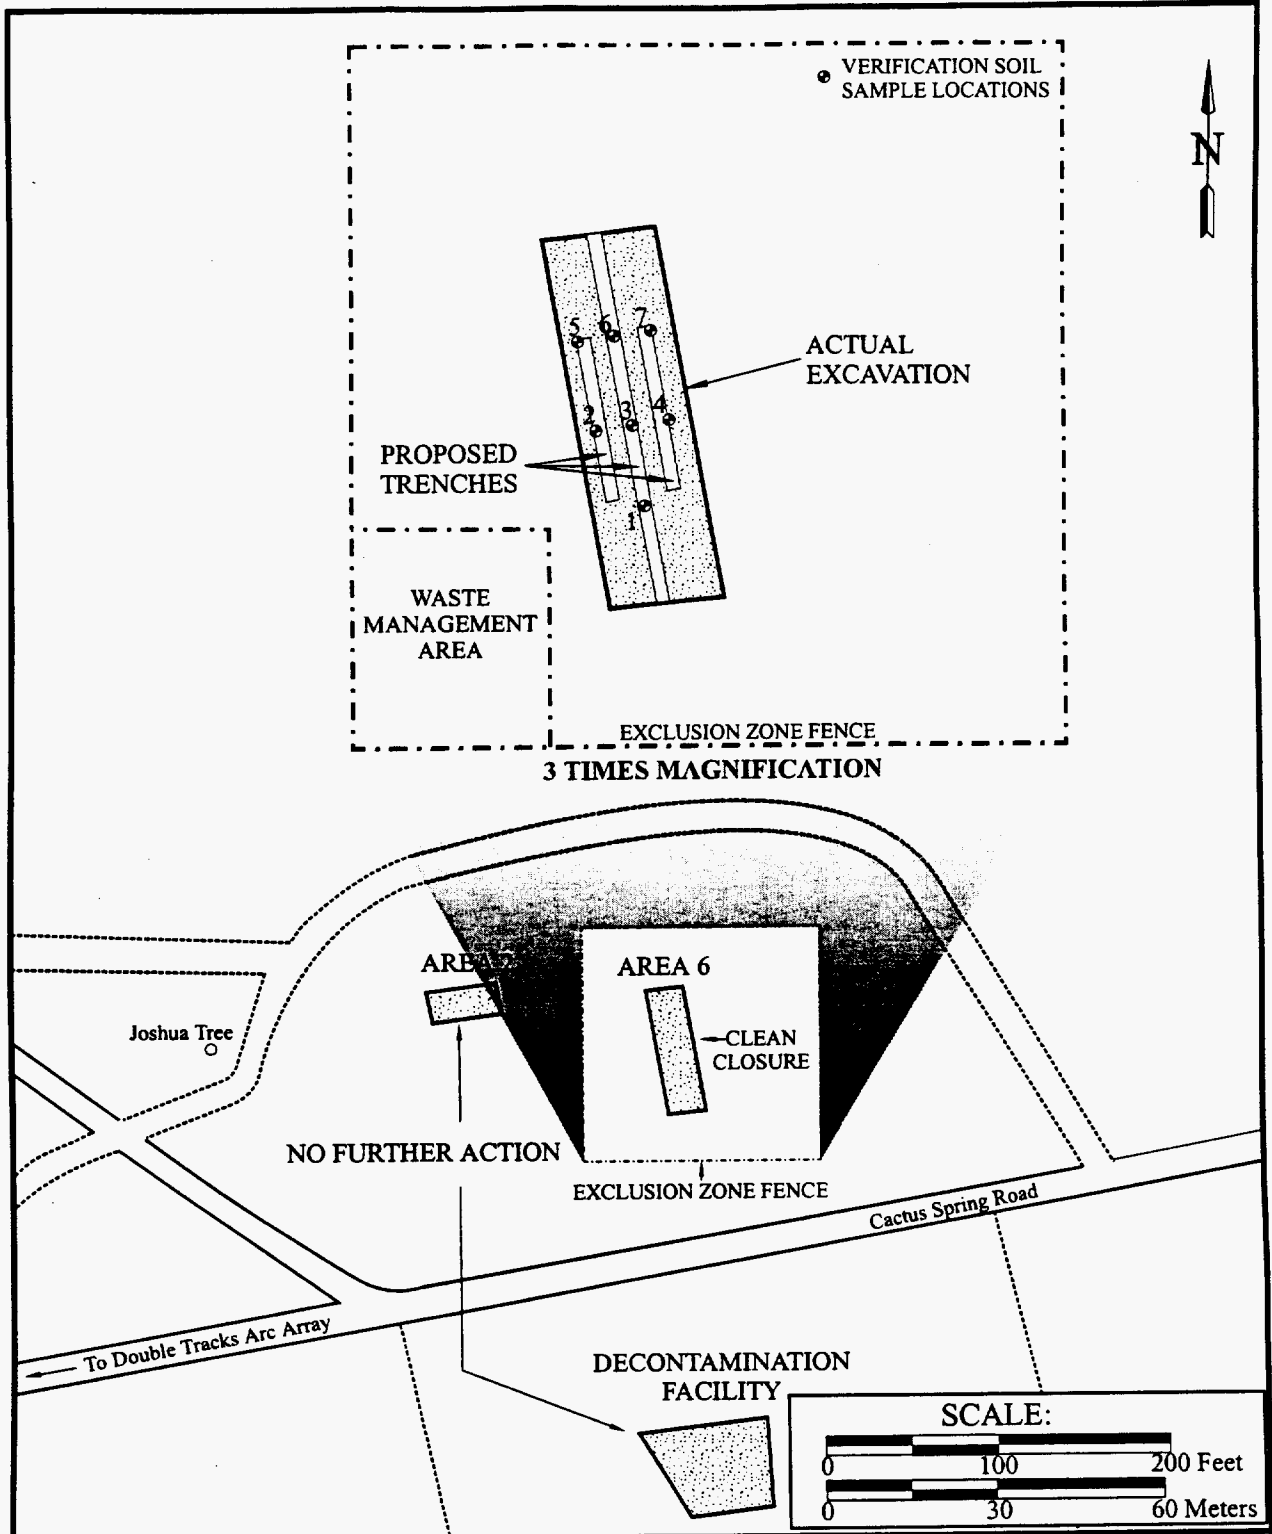 VERIFICATION SOIL
SAMPLE LOCATIONS
N
5
6
7
ACTUAL
EXCAVATION
2
3
4
PROPOSED
TRENCHES
1
WASTE
MANAGEMENT
AREA
EXCLUSION ZONE FENCE
3 TIMES MAGNIFICATION
AREA
AREA 6
Joshua Tree
CLEAN
CLOSURE
NO FURTHER ACTION
EXCLUSION ZONE FENCE
Cactus Spring Road
To Double Tracks Arc Array
DECONTAMINATION
FACILITY
SCALE:
0 100 200 Feet
0 30 60 Meters